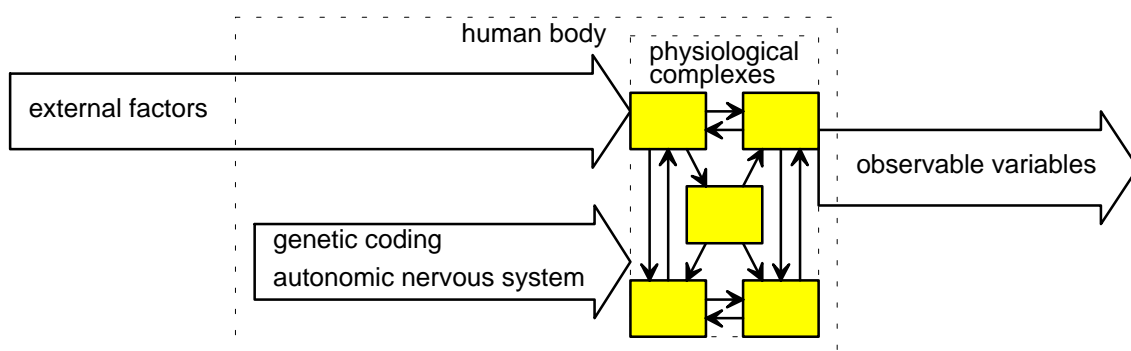 human body
physiological
complexes
external factors
observable variables
genetic coding
autonomic nervous system